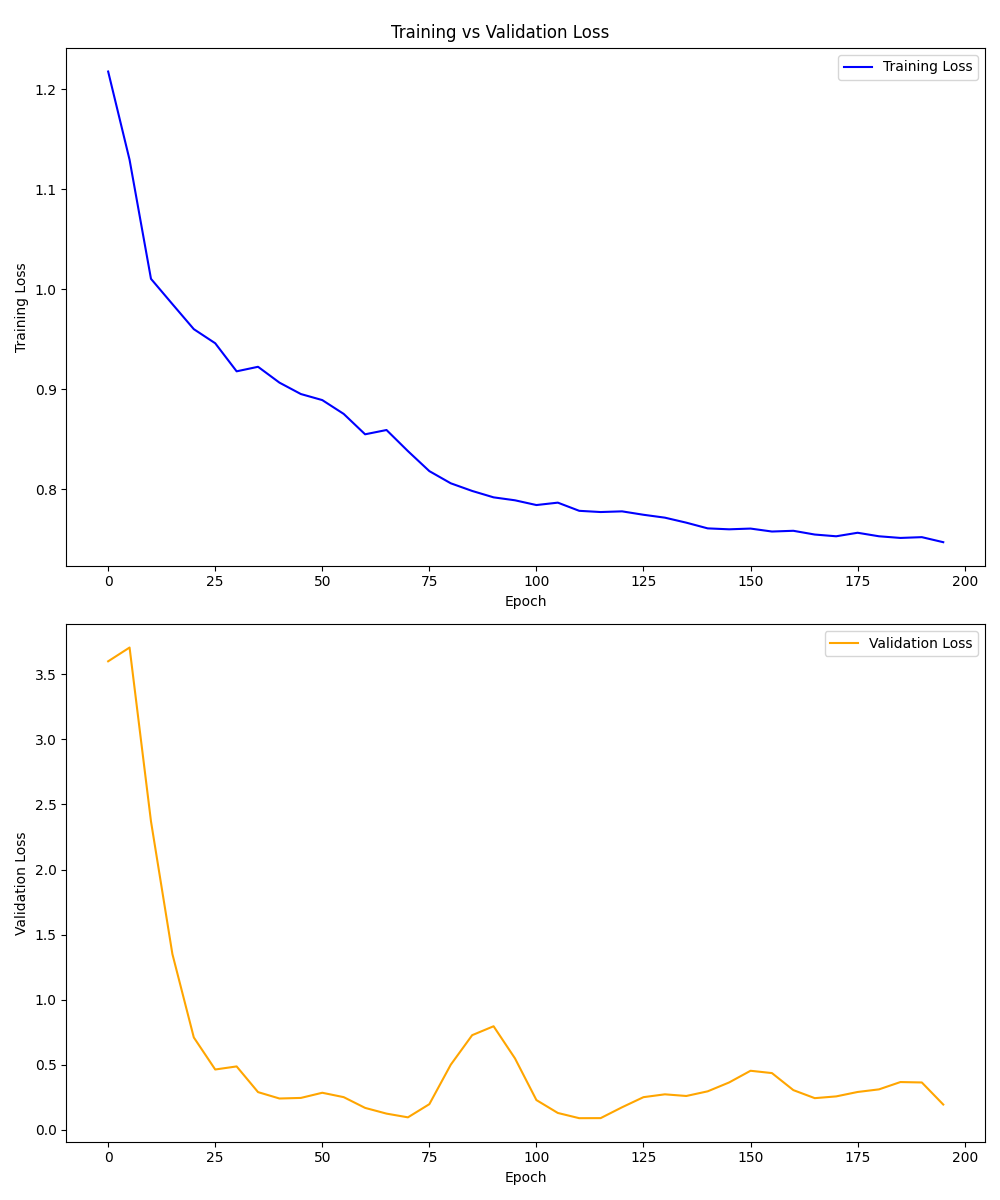 Training vs Validation Loss
Training Loss
1.2
1.1
1.0
0.9
0.8
Training Loss
0 25 50 75 100 125 150 175 200
Epoch
Validation Loss
3.5
3.0
2.5
2.0
1.5
1.0
0.5
0.0
Validation Loss
0 25 50 75 100 125 150 175 200
Epoch